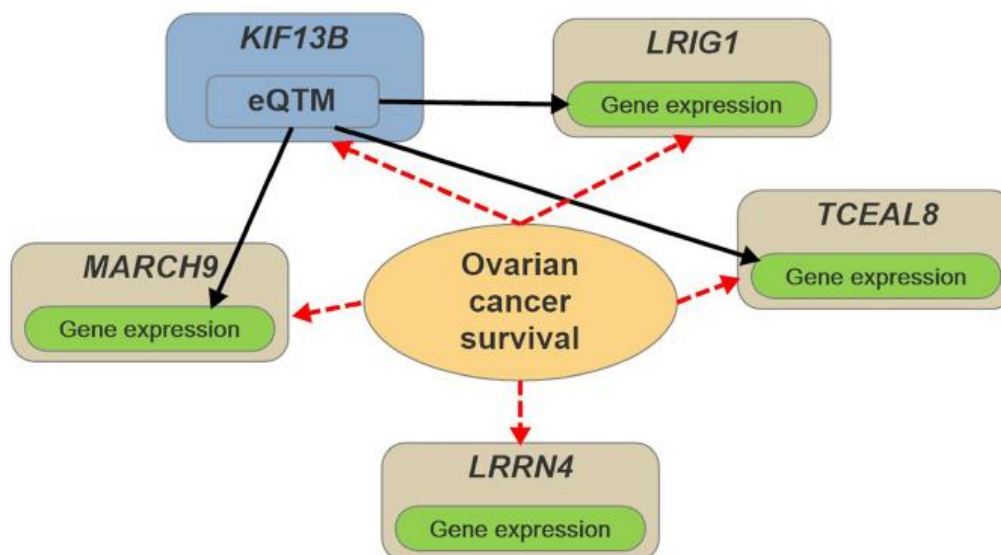 KIF13B
eQTM
LRIG1
Gene expression
TCEAL8
Gene expression
MARCH9
Gene expression
Ovarian
cancer
survival
LRRN4
Gene expression